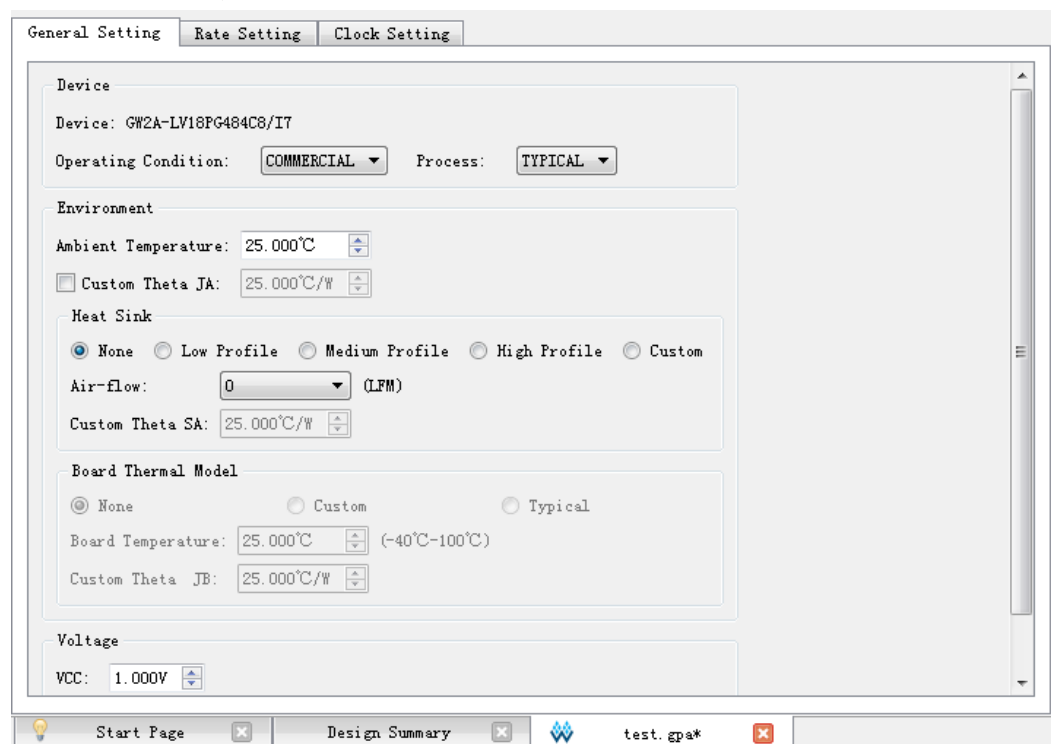 General Setting Rate Setting Clock Setting
Device
Device: GW2A-LV18PG484C8/I7
Operating Condition: COMMERCIAL Process: TYPICAL
Environment
Ambient Temperature: 25.000℃
Custom Theta JA: 25.000℃/W
Heat Sink
None Low Profile Medium Profile High Profile Custom
Air-flow: 0 (LFM)
Custom Theta SA: 25.000℃/W
Board Thermal Model
None Custom Typical
Board Temperature: 25.000℃ (-40℃-100℃)
Custom Theta JB: 25.000℃/W
Voltage
VCC: 1.000V
Start Page Design Summary test.gpa*